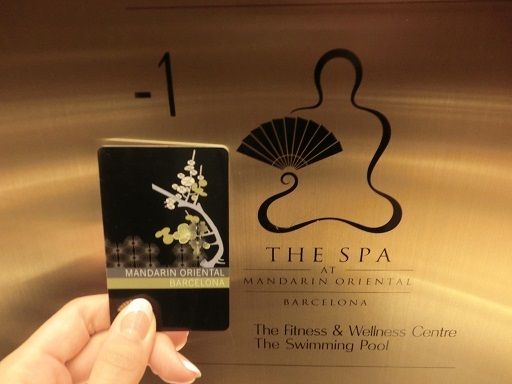 -1
MANDARIN ORIENTAL
BARCELONA
THE SPA
AT
MANDARIN ORIENTAL
BARCELONA
The Fitness & Wellness Centre
The Swimming Pool